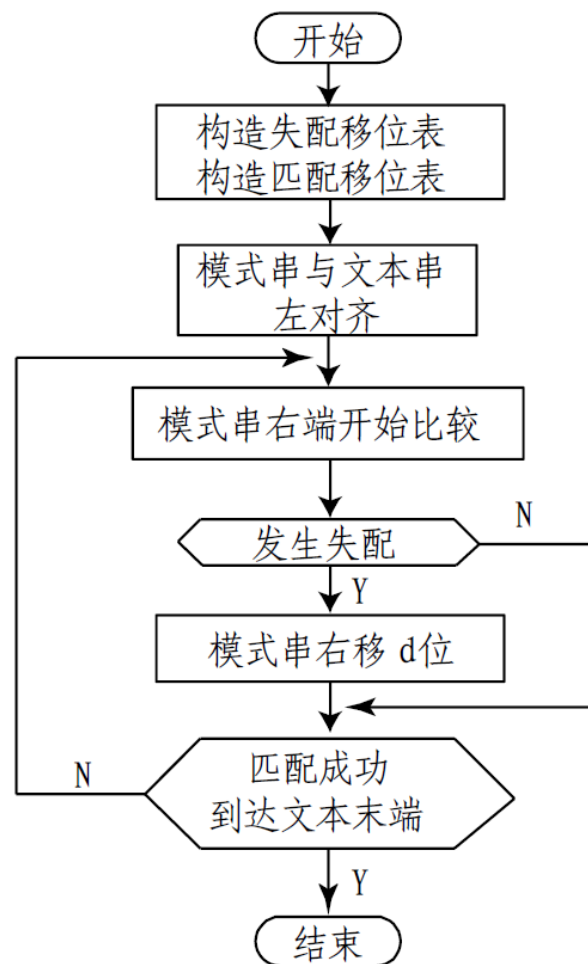 开始
构造失配移位表
构造匹配移位表
模式串与文本串
左对齐
模式串右端开始比较
发生失配
N
Y
模式串右移 d位
匹配成功
到达文本末端
N
Y
结束